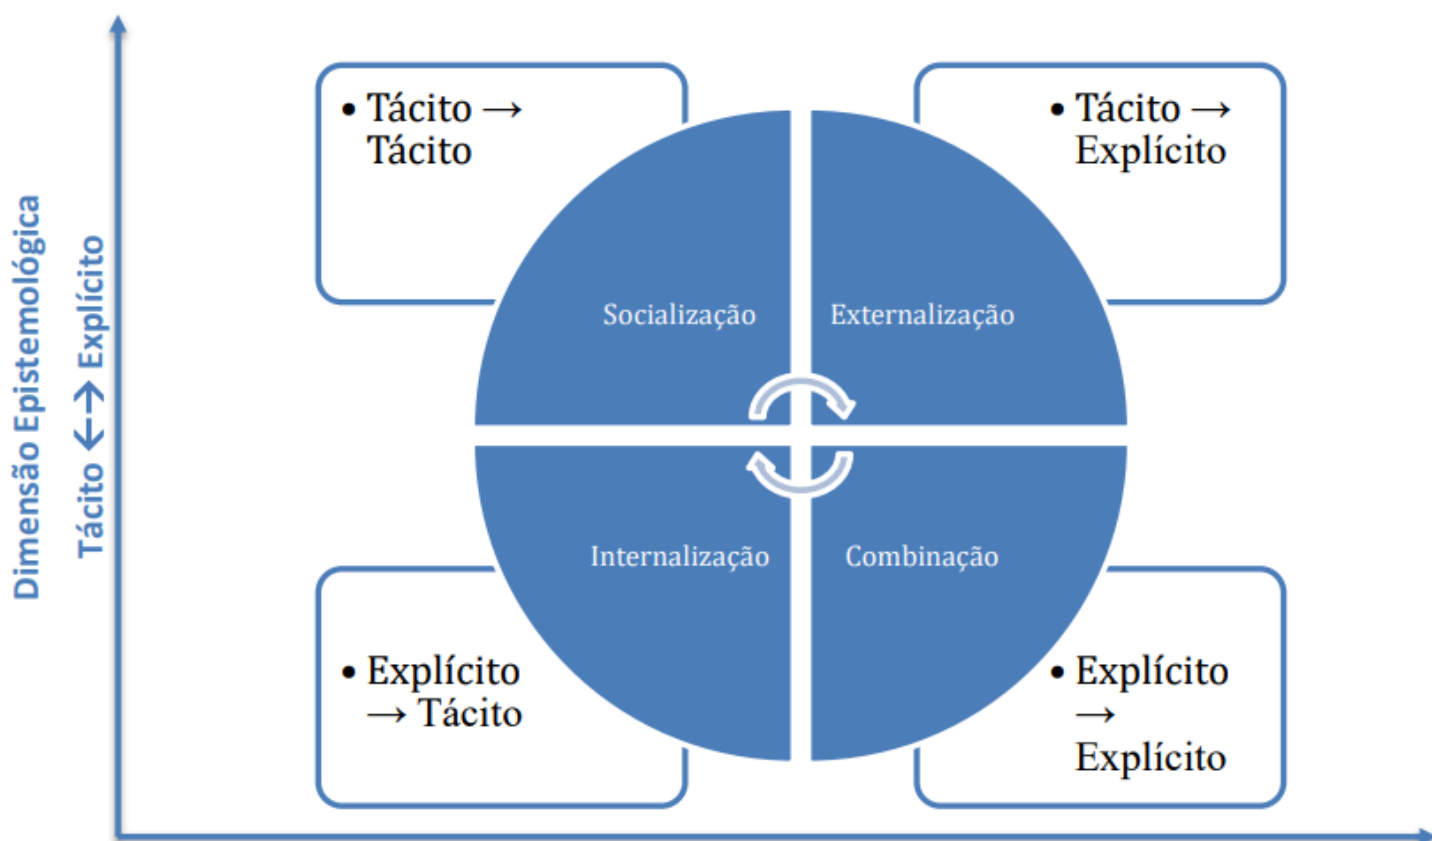 Dimensão Epistemológica
Tácito ←→ Explícito
• Tácito →
Tácito
• Tácito →
Explícito
Socialização
Externalização
Internalização
Combinação
• Explícito
→ Tácito
• Explícito
→
Explícito